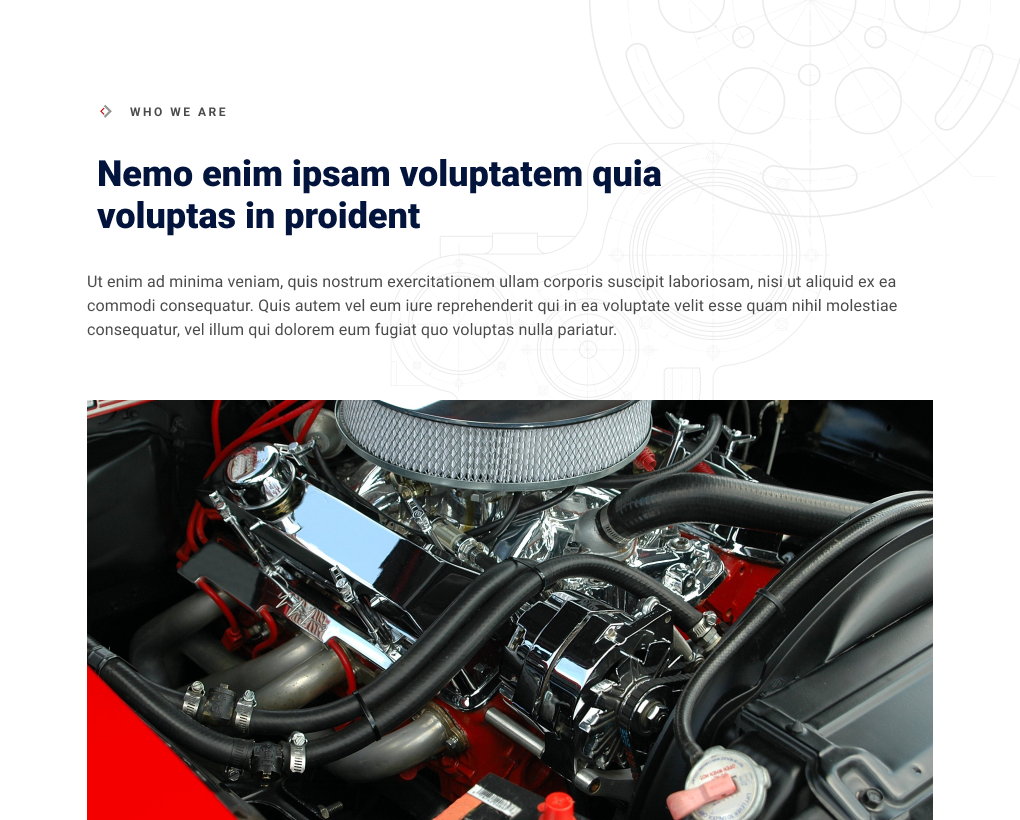 WHO WE ARE
Nemo enim ipsam voluptatem quia
voluptas in proident
Ut enim ad minima veniam, quis nostrum exercitationem ullam corporis suscipit laboriosam, nisi ut aliquid ex ea
commodi consequatur. Quis autem vel eum iure reprehenderit qui in ea voluptate velit esse quam nihil molestiae
consequatur, vel illum qui dolorem eum fugiat quo voluptas nulla pariatur.